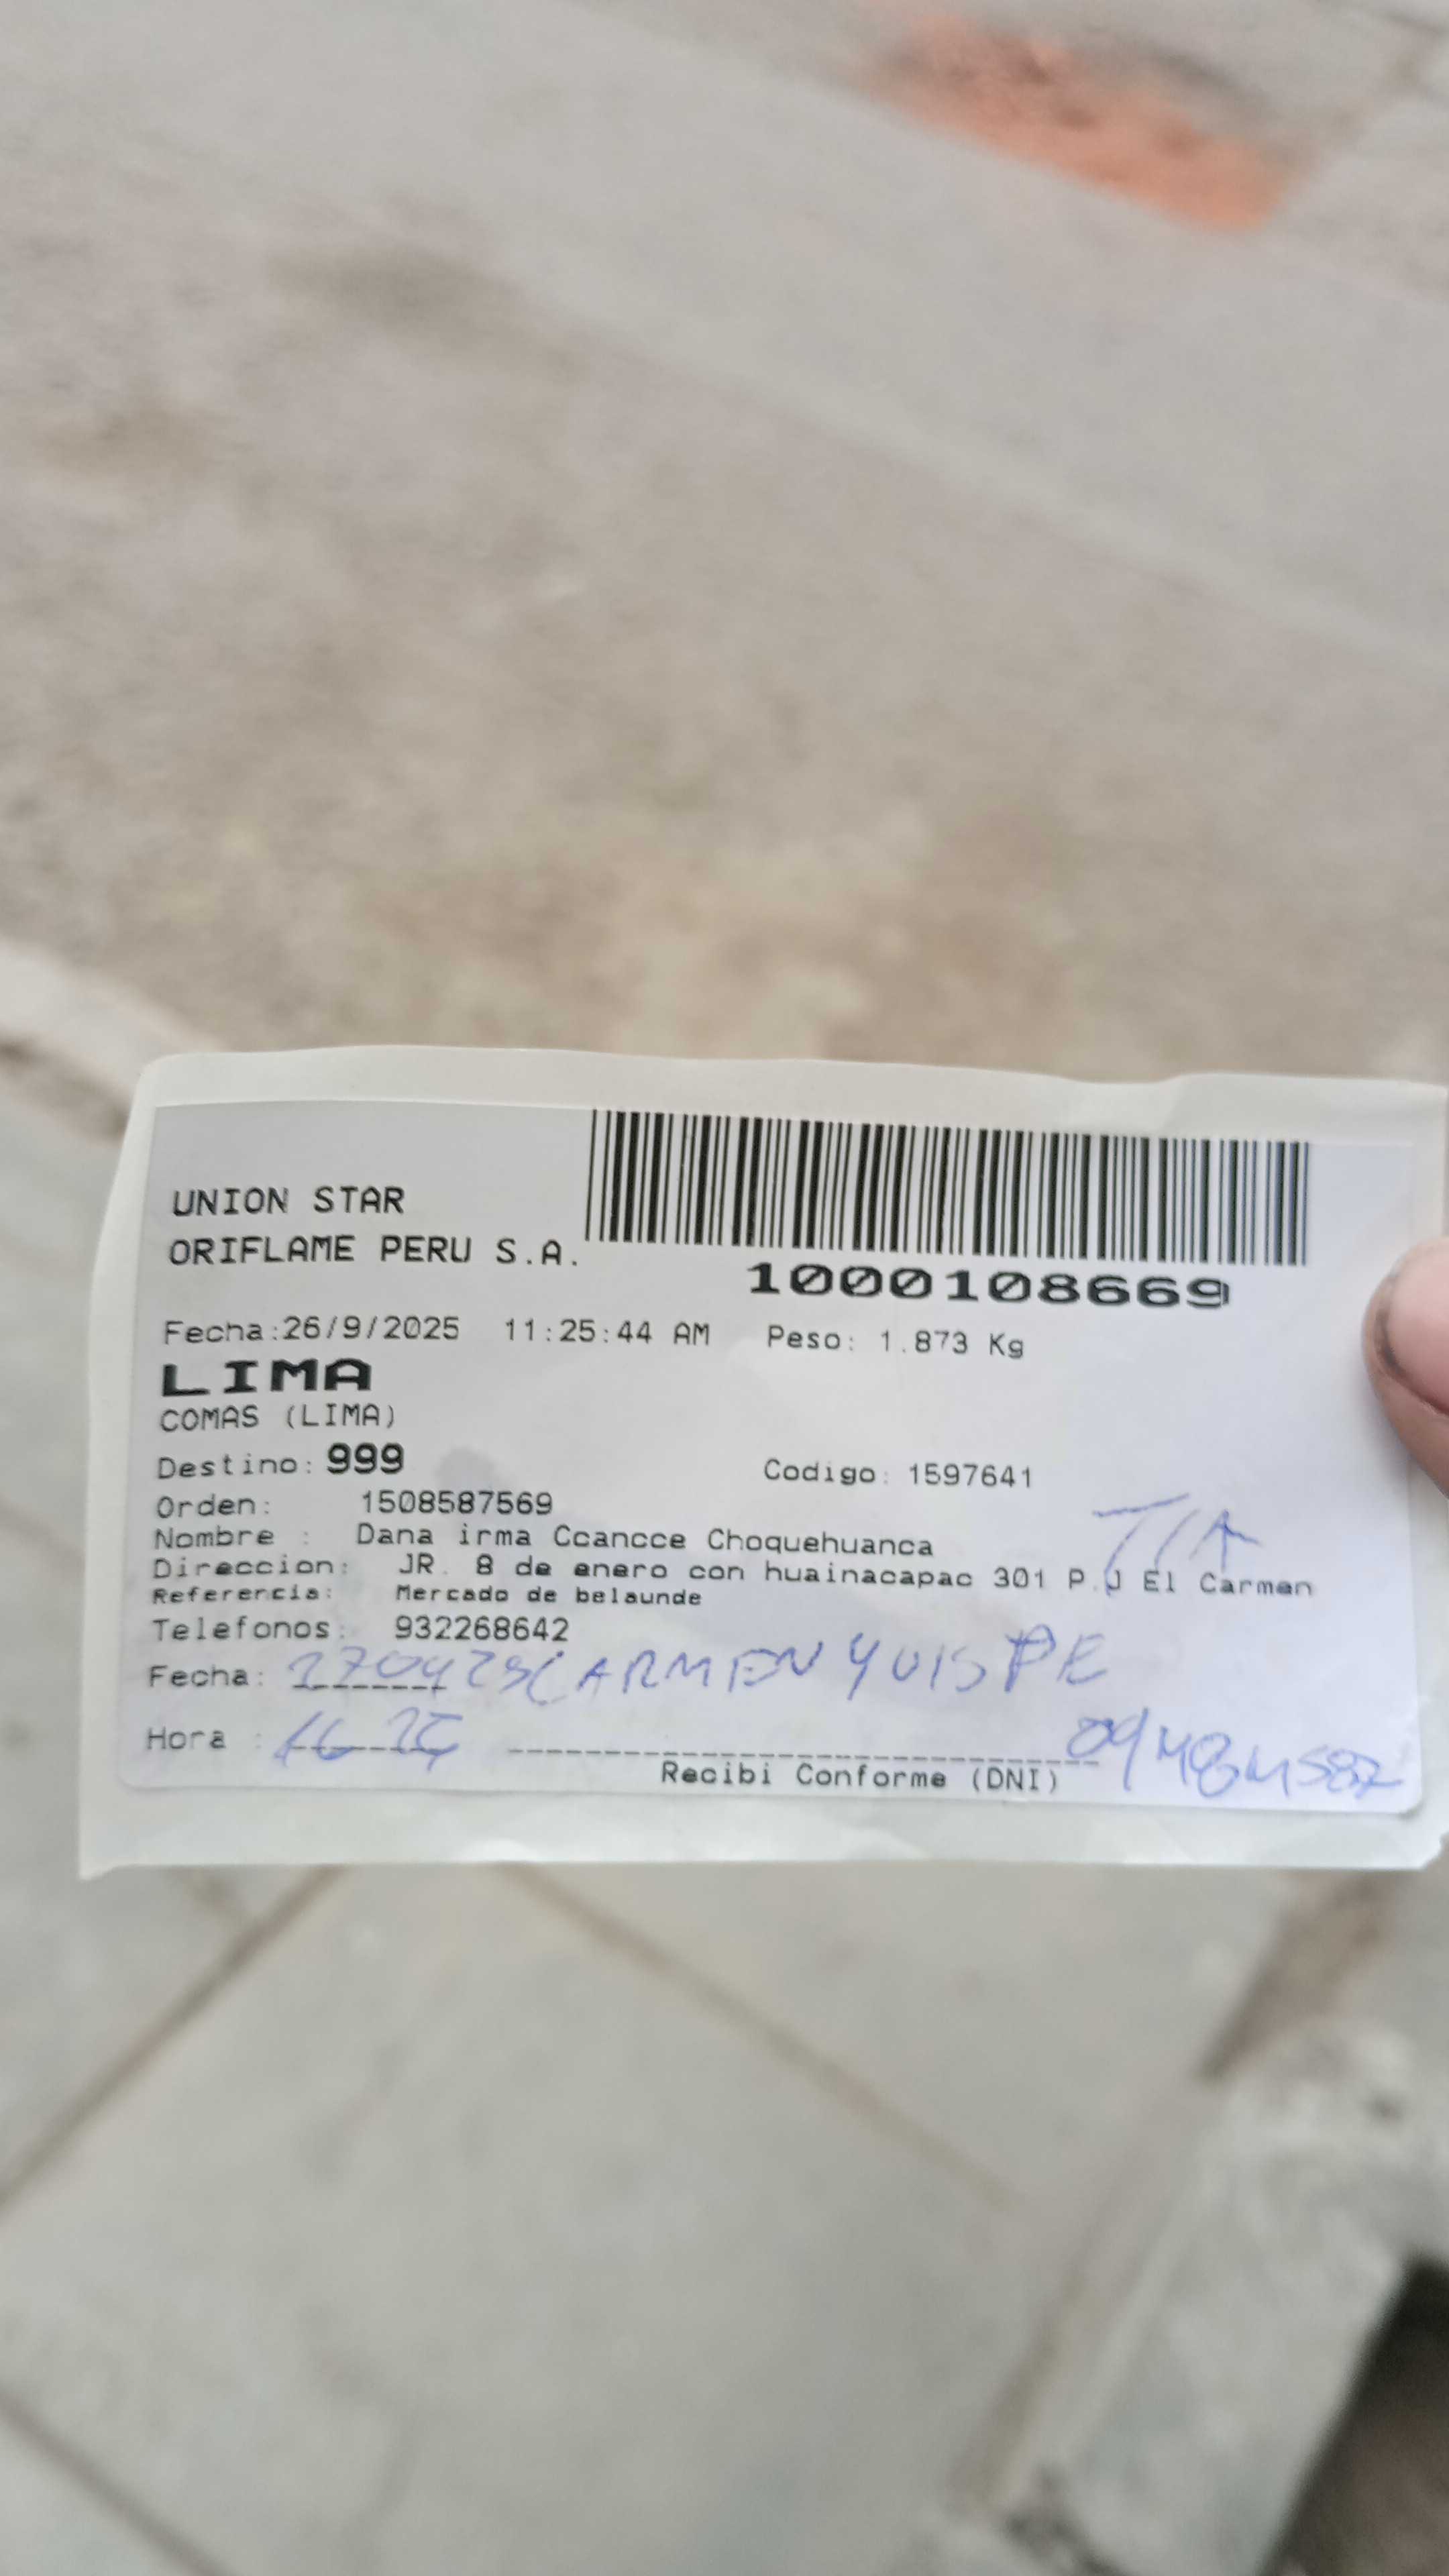 UNION STAR
ORIFLAME PERU S.A.
1000108669
Fecha:26/9/2025 11:25:44 AM Peso: 1.873 Kg
LIMA
COMAS (LIMA)
Destino: 999 Codigo: 1597641
Orden: 1508587569
Nombre : Dana irma Ccancce Choquehuanca
TIA
Direccion: JR. 8 de enero con huainacapac 301 P.J El Carmen
Referencia: Mercado de belaunde
Telefonos: 932268642
Fecha: CARMEN YUISPE
Hora :
Recibi Conforme (DNI)